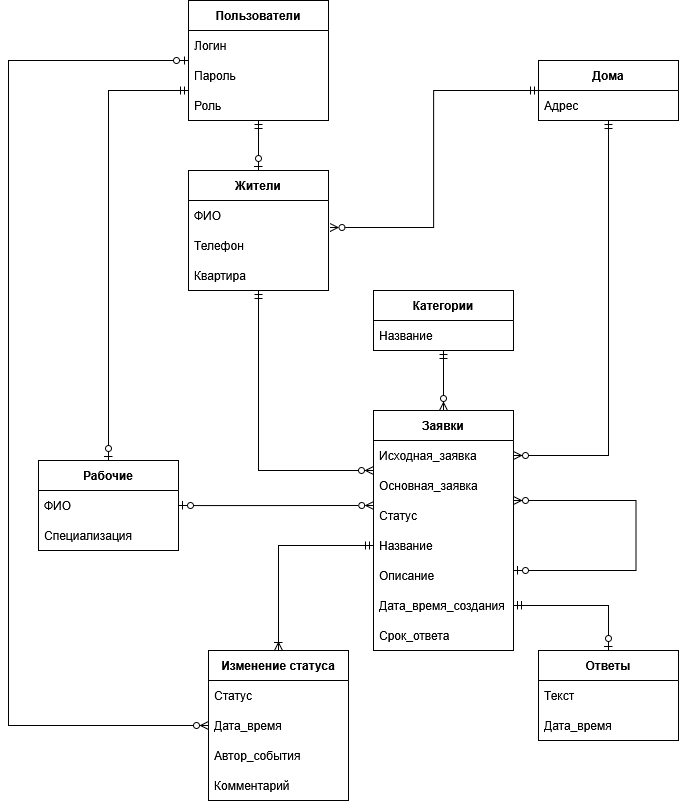 Пользователи
Логин
Пароль
Роль
Дома
Адрес
Жители
ФИО
Телефон
Квартира
Категории
Название
Заявки
Исходная_заявка
Основная_заявка
Статус
Название
Описание
Дата_время_создания
Срок_ответа
Рабочие
ФИО
Специализация
Изменение статуса
Статус
Дата_время
Автор_события
Комментарий
Ответы
Текст
Дата_время